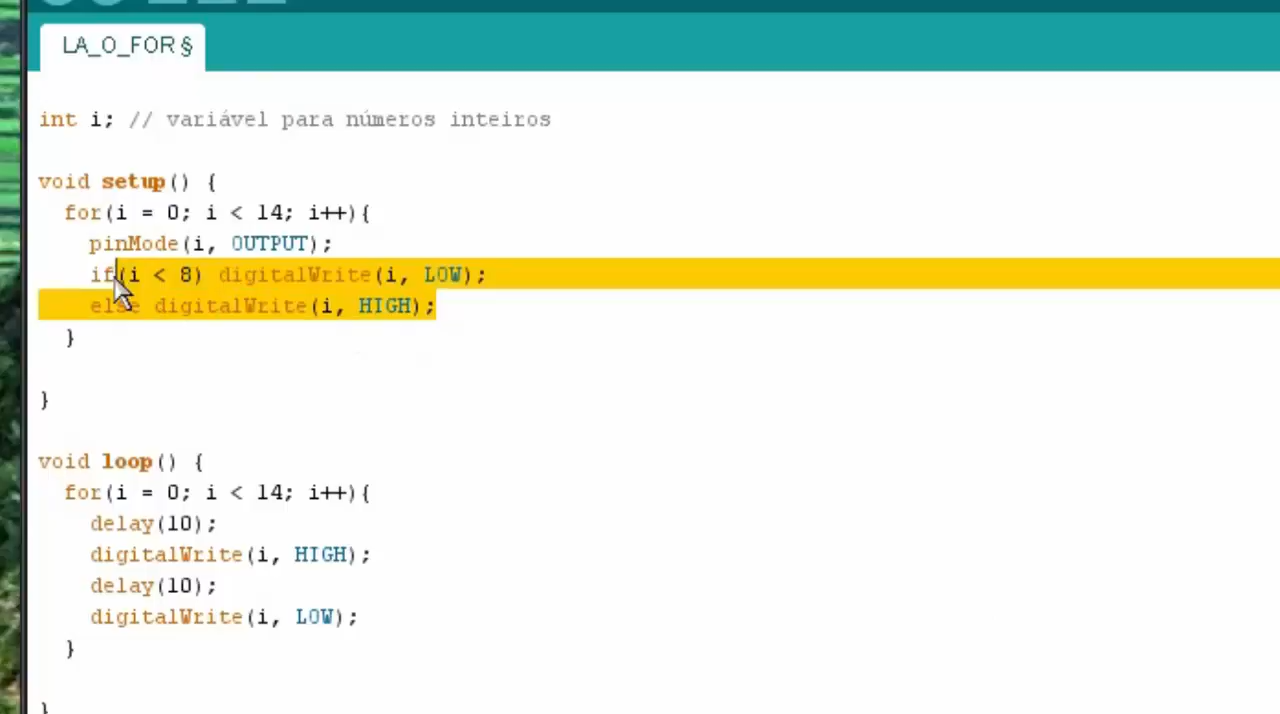 LA_O_FOR §
int i; // variável para números inteiros
void setup() {
for(i = 0; i < 14; i++){
pinMode(i, OUTPUT);
if(i < 8) digitalWrite(i, LOW);
else digitalWrite(i, HIGH);
}
}
void loop() {
for(i = 0; i < 14; i++){
delay(10);
digitalWrite(i, HIGH);
delay(10);
digitalWrite(i, LOW);
}
}